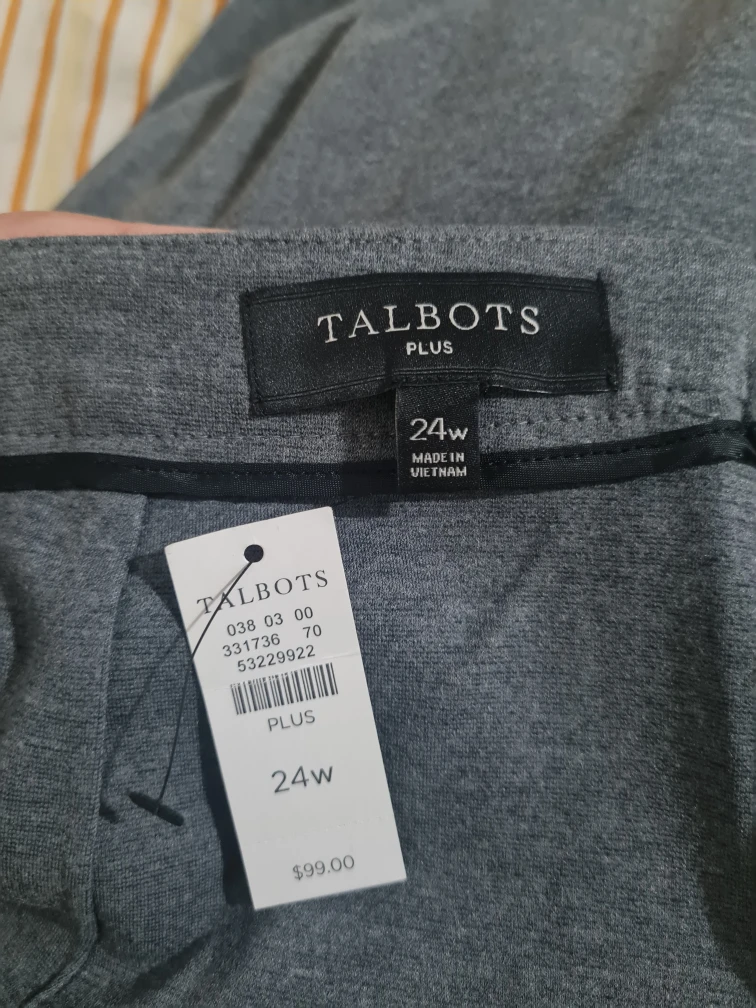 TALBOTS
PLUS
24w
MADE IN
VIETNAM
TALBOTS
038 03 00
331736 70
53229922
PLUS
24w
$99.00